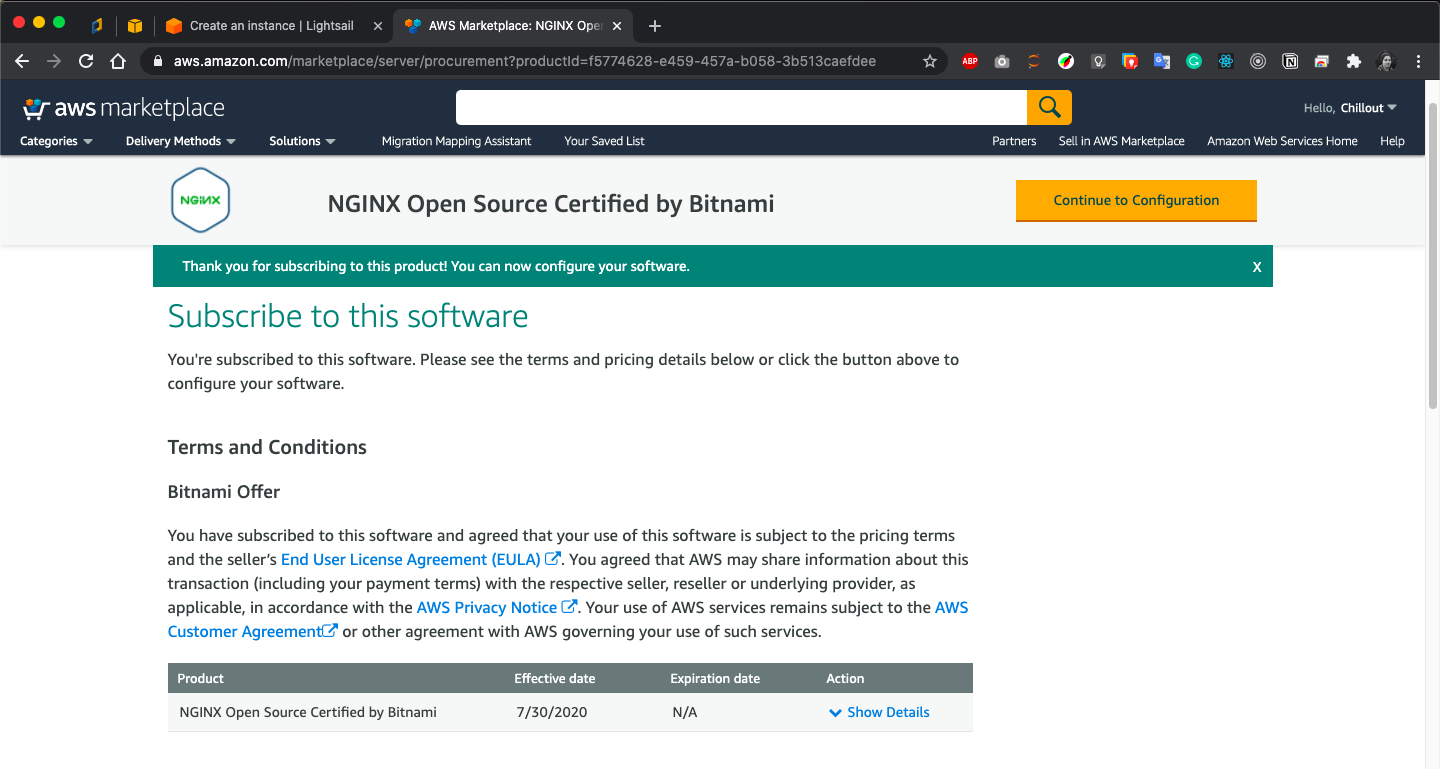 Create an instance | Lightsail
AWS Marketplace: NGINX Ope
aws.amazon.com/marketplace/server/procurement?productId=f5774628-e459-457a-b058-3b513caefdee
ABP
aws marketplace
Hello, Chillout
Categories Delivery Methods Solutions Migration Mapping Assistant Your Saved List Partners Sell in AWS Marketplace Amazon Web Services Home Help
NGINX
NGINX Open Source Certified by Bitnami
Continue to Configuration
Thank you for subscribing to this product! You can now configure your software.
X
Subscribe to this software
You're subscribed to this software. Please see the terms and pricing details below or click the button above to
configure your software.
Terms and Conditions
Bitnami Offer
You have subscribed to this software and agreed that your use of this software is subject to the pricing terms
and the seller’s End User License Agreement (EULA). You agreed that AWS may share information about this
transaction (including your payment terms) with the respective seller, reseller or underlying provider, as
applicable, in accordance with the AWS Privacy Notice. Your use of AWS services remains subject to the AWS
Customer Agreement or other agreement with AWS governing your use of such services.
Product Effective date Expiration date Action
NGINX Open Source Certified by Bitnami 7/30/2020 N/A Show Details